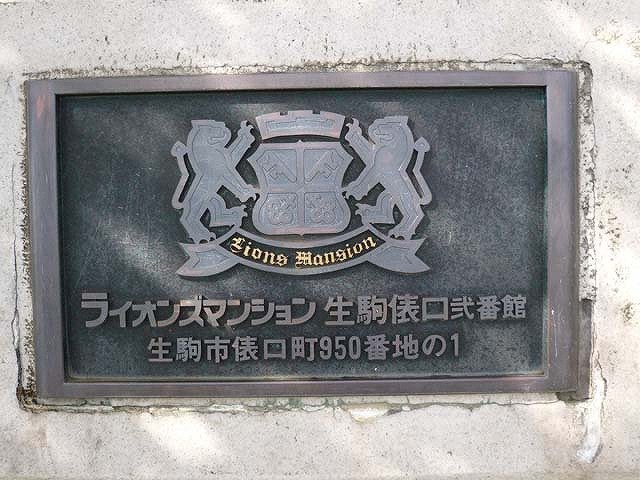 Lions Mansion
ライオンズマンション 生駒俵口弐番館
生駒市俵口町950番地の1